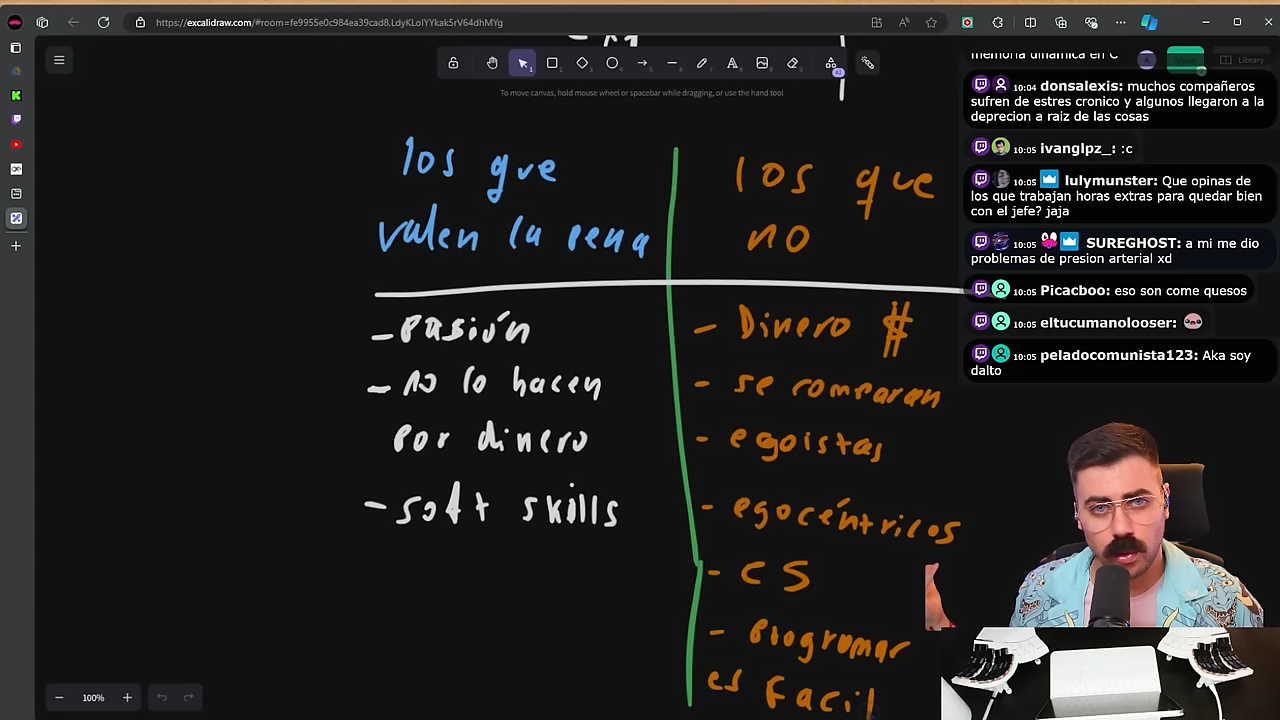 https://excalidraw.com/#room=fe9955e0c984ea39cad8,LdyKLolYYkak5rV64dhMYg
To move canvas, hold mouse wheel or spacebar while dragging, or use the hand tool
Library
los que
valen la pena
- pasión
- no lo hacen
por dinero
- soft skills
los que
no
- Dinero $
- se comparan
- egoistas
- egocéntricos
- CS
- Programar
es facil
memoria dinamica en C
10:04 donsalexis: muchos compañeros
sufren de estres cronico y algunos llegaron a la
deprecion a raiz de las cosas
10:05 ivanglpz_: :c
10:05 lulymunster: Que opinas de
los que trabajan horas extras para quedar bien
con el jefe? jaja
10:05 SUREGHOST: a mi me dio
problemas de presion arterial xd
10:05 Picacboo: eso son come quesos
10:05 eltucumanolooser:
10:05 peladocomunista123: Aka soy
dalto
100%